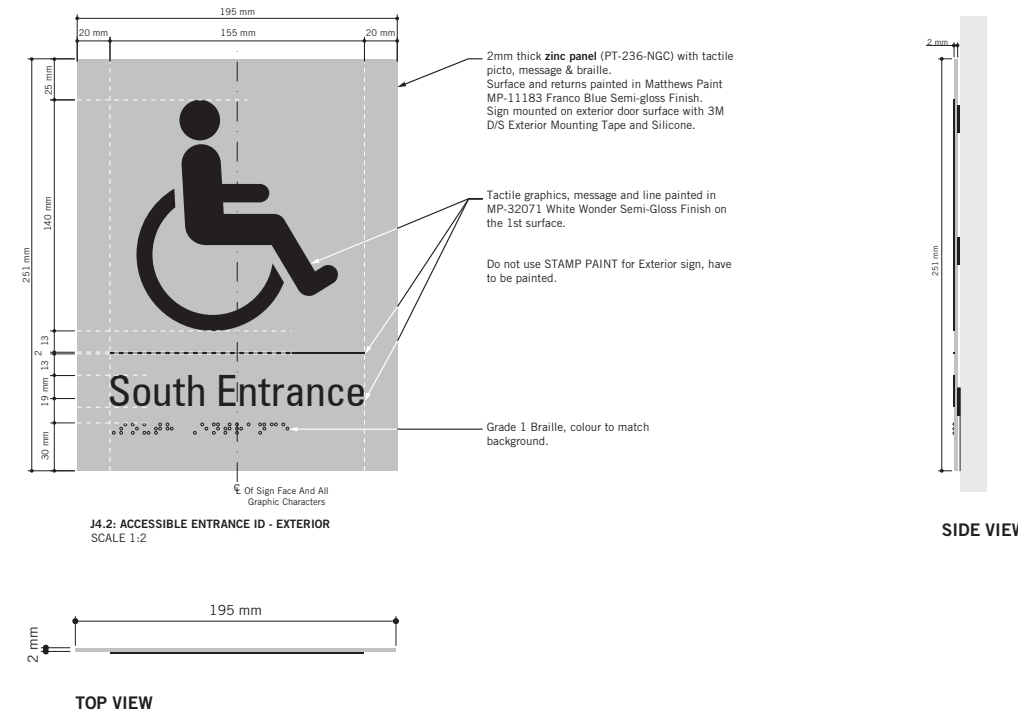 195 mm
20 mm
155 mm
20 mm
2mm thick zinc panel (PT-236-NGC) with tactile
picto, message & braille.
Surface and returns painted in Matthews Paint
MP-11183 Franco Blue Semi-gloss Finish.
Sign mounted on exterior door surface with 3M
D/S Exterior Mounting Tape and Silicone.
2 mm
25 mm
140 mm
251 mm
Tactile graphics, message and line painted in
MP-32071 White Wonder Semi-Gloss Finish on
the 1st surface.
Do not use STAMP PAINT for Exterior sign, have
to be painted.
251 mm
13
2
13
19 mm
South Entrance
30 mm
Grade 1 Braille, colour to match
background.
℄ Of Sign Face And All
Graphic Characters
J4.2: ACCESSIBLE ENTRANCE ID - EXTERIOR
SCALE 1:2
SIDE VIEW
195 mm
2 mm
TOP VIEW